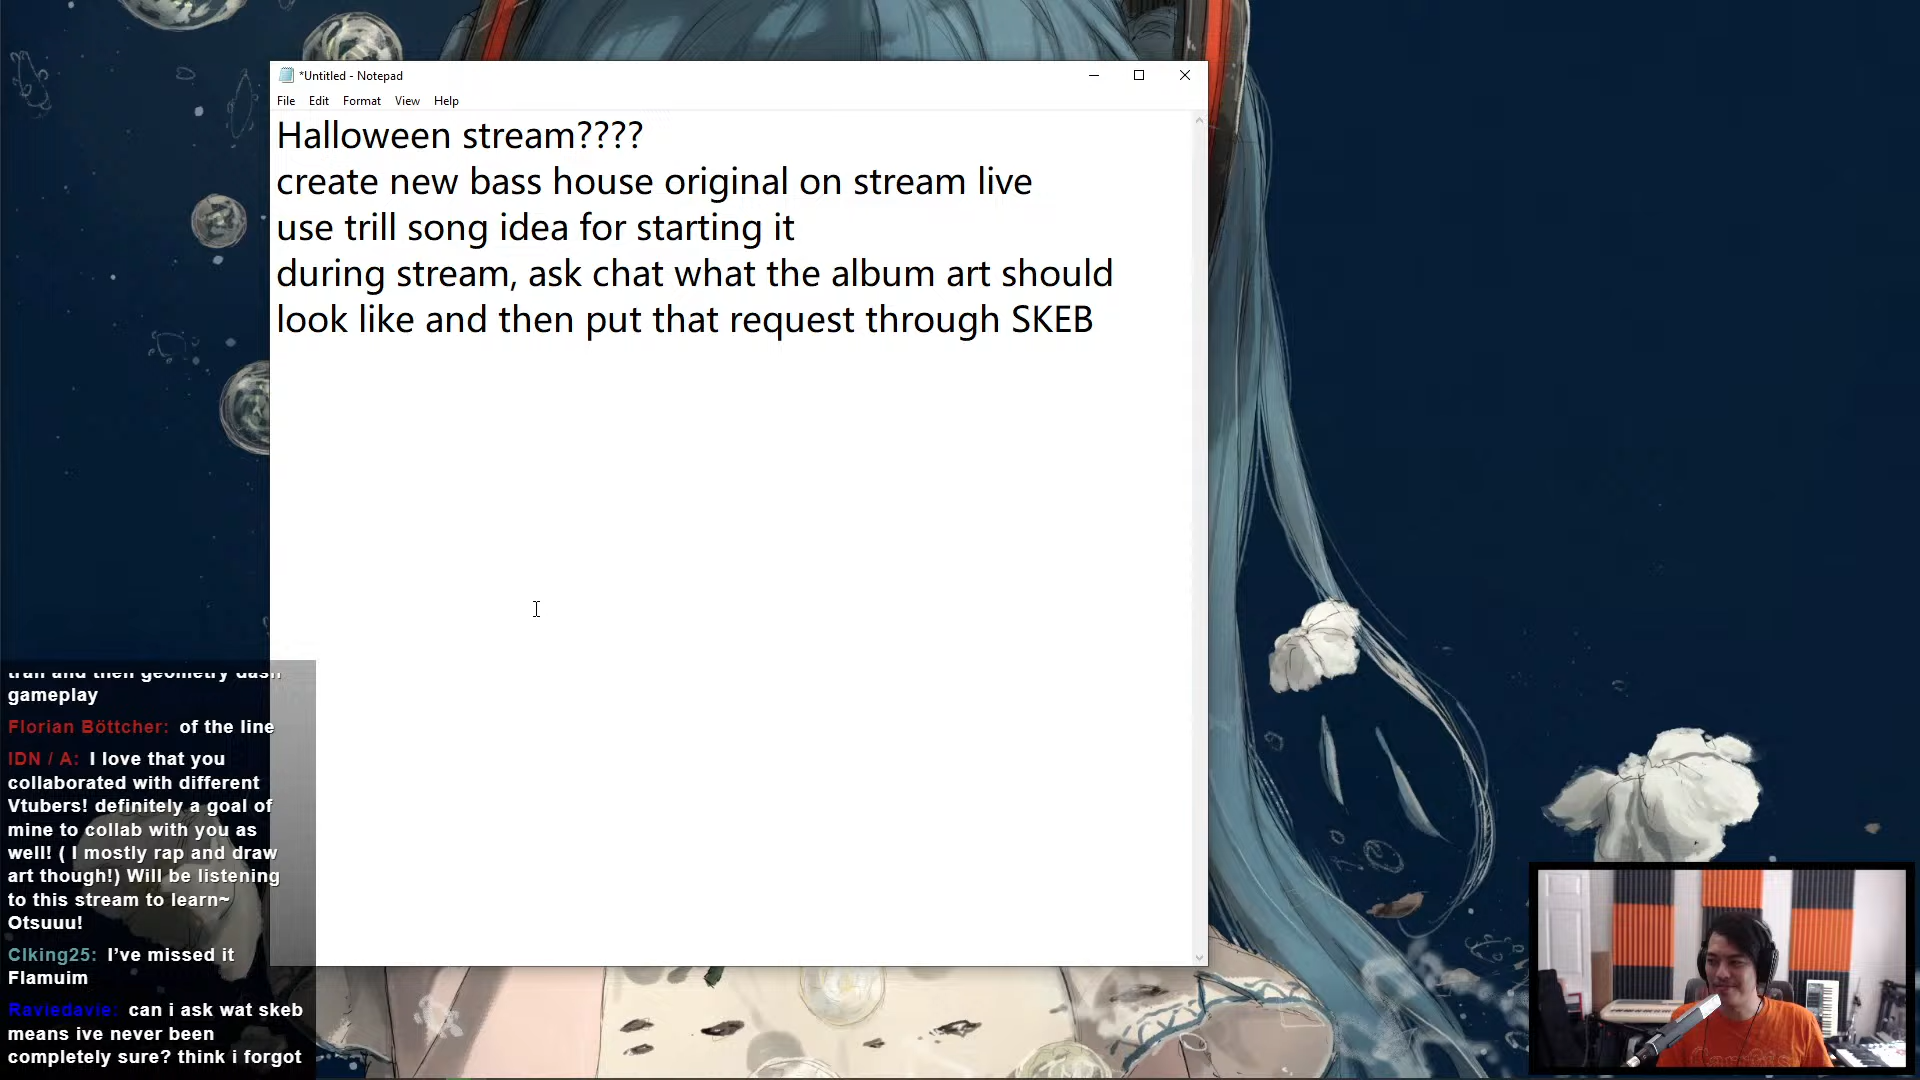 *Untitled - Notepad
File Edit Format View Help
Halloween stream????
create new bass house original on stream live
use trill song idea for starting it
during stream, ask chat what the album art should
look like and then put that request through SKEB
and then geometry dash
gameplay
Florian Böttcher: of the line
IDN / A: I love that you
collaborated with different
Vtubers! definitely a goal of
mine to collab with you as
well! ( I mostly rap and draw
art though!) Will be listening
to this stream to learn~
Otsuuu!
Clking25: I've missed it
Flamuim
Raviedavie: can i ask wat skeb
means ive never been
completely sure? think i forgot